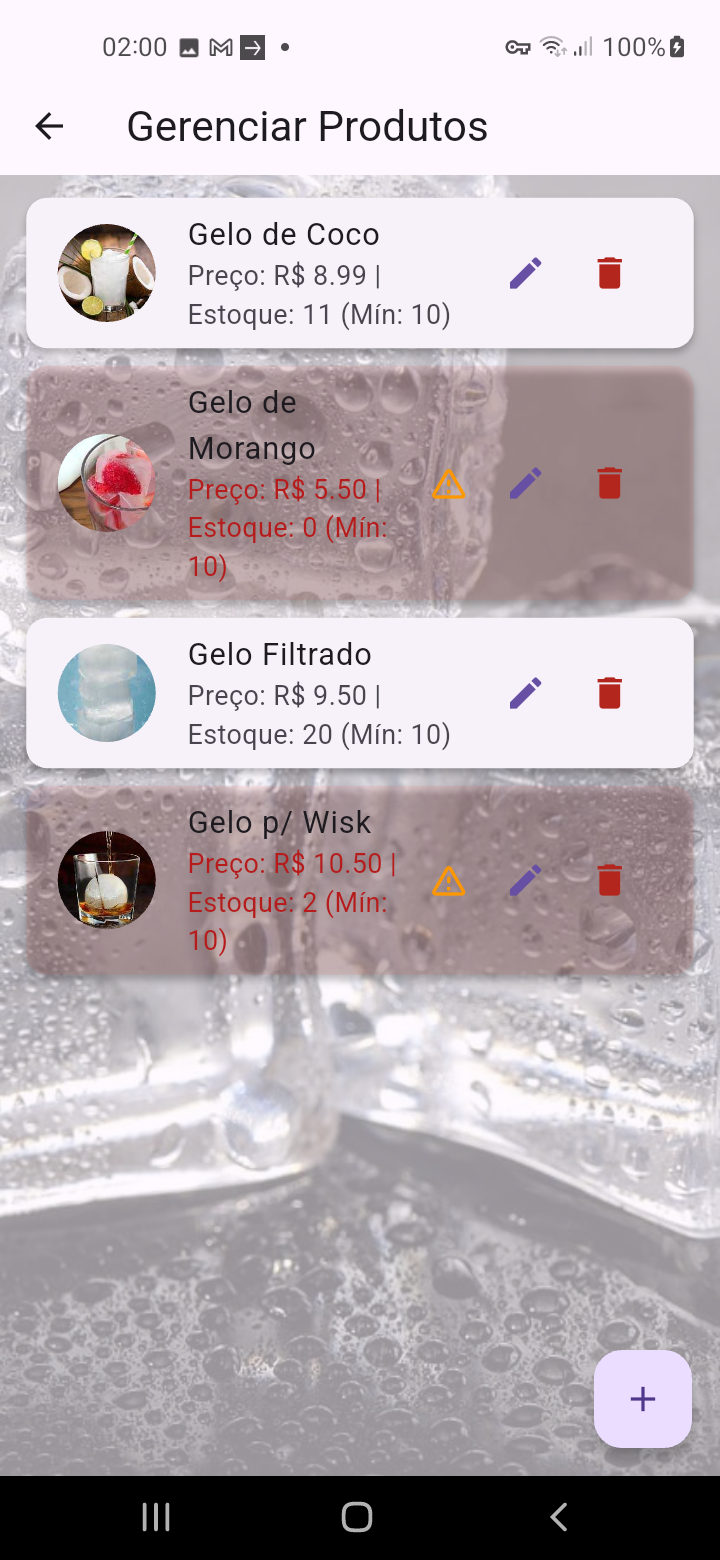 02:00
100%
Gerenciar Produtos
Gelo de Coco
Preço: R$ 8.99 |
Estoque: 11 (Mín: 10)
Gelo de
Morango
Preço: R$ 5.50 |
Estoque: 0 (Mín:
10)
Gelo Filtrado
Preço: R$ 9.50 |
Estoque: 20 (Mín: 10)
Gelo p/ Wisk
Preço: R$ 10.50 |
Estoque: 2 (Mín:
10)